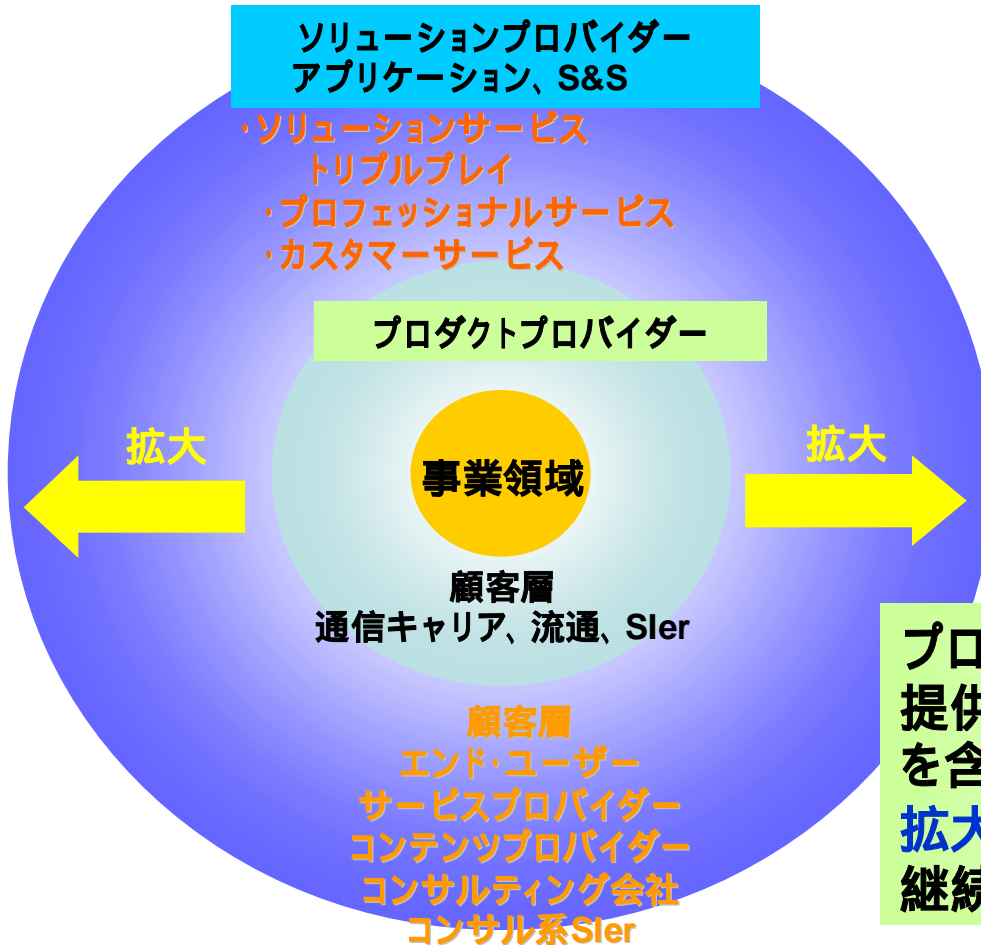 ソリューションプロバイダー
アプリケーション、S&S
・ソリューションサービス
トリプルプレイ
・プロフェッショナルサービス
・カスタマーサービス
プロダクトプロバイダー
拡大
拡大
事業領域
顧客層
通信キャリア、流通、SIer
顧客層
エンド・ユーザー
サービスプロバイダー
コンテンツプロバイダー
コンサルティング会社
コンサル系SIer
プロ
提供
を含
拡大
継続